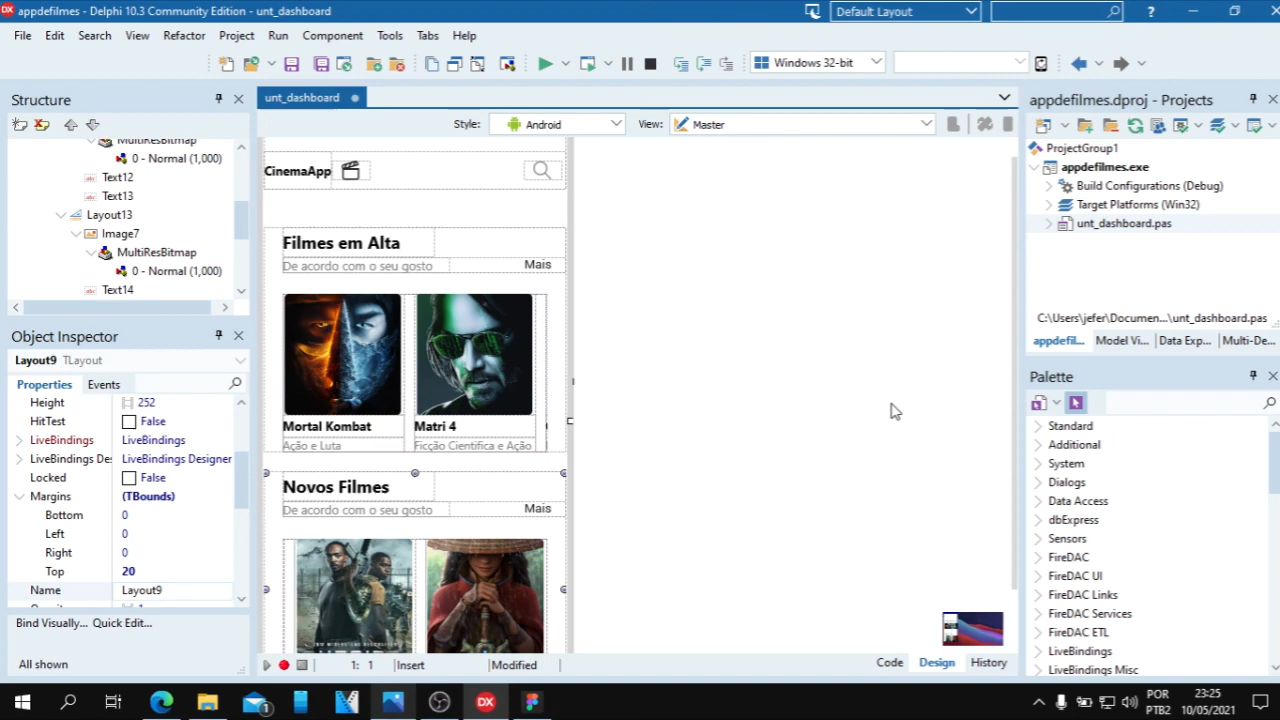 appdefilmes - Delphi 10.3 Community Edition - unt_dashboard
Default Layout
File Edit Search View Refactor Project Run Component Tools Tabs Help
Windows 32-bit
Structure
MultiResBitmap
0 - Normal (1,000)
Text12
Text13
Layout13
Image7
MultiResBitmap
0 - Normal (1,000)
Text14
Object Inspector
Layout9 TLayout
Properties Events
Height 252
HitTest False
LiveBindings LiveBindings
LiveBindings De: LiveBindings Designer
Locked False
Margins (TBounds)
Bottom 0
Left 0
Right 0
Top 20
Name Layout9
Bind Visually... Quick Edit...
All shown
unt_dashboard
Style: Android View: Master
CinemaApp
Filmes em Alta
De acordo com o seu gosto Mais
Mortal Kombat Matri 4
Ação e Luta Ficção Cientifica e Ação
Novos Filmes
De acordo com o seu gosto Mais
1: 1 Insert Modified
Code Design History
appdefilmes.dproj - Projects
ProjectGroup1
appdefilmes.exe
Build Configurations (Debug)
Target Platforms (Win32)
unt_dashboard.pas
C:\Users\jefer\Documen...\unt_dashboard.pas
appdefil... Model Vi... Data Exp... Multi-De...
Palette
Standard
Additional
System
Dialogs
Data Access
dbExpress
Sensors
FireDAC
FireDAC UI
FireDAC Links
FireDAC Services
FireDAC ETL
LiveBindings
LiveBindings Misc
DX
POR 23:25
PTB2 10/05/2021